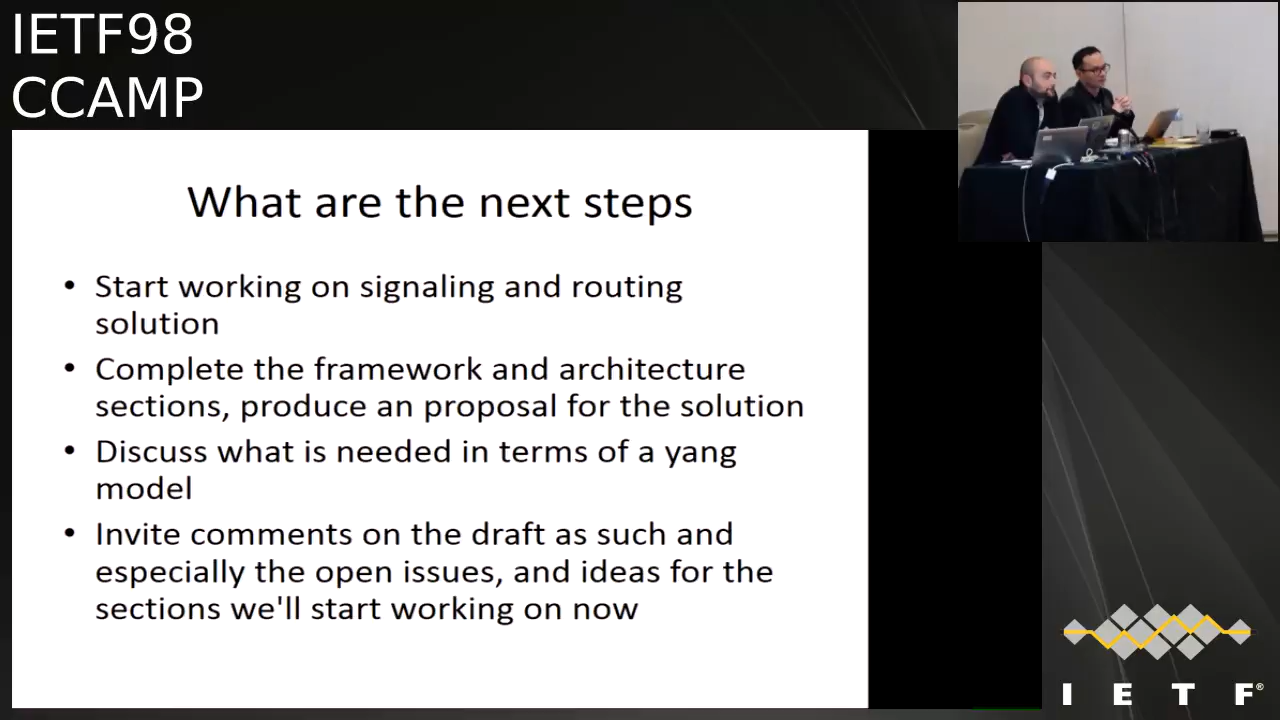 IETF98
CCAMP
What are the next steps
• Start working on signaling and routing
solution
• Complete the framework and architecture
sections, produce an proposal for the solution
• Discuss what is needed in terms of a yang
model
• Invite comments on the draft as such and
especially the open issues, and ideas for the
sections we'll start working on now
I E T F®